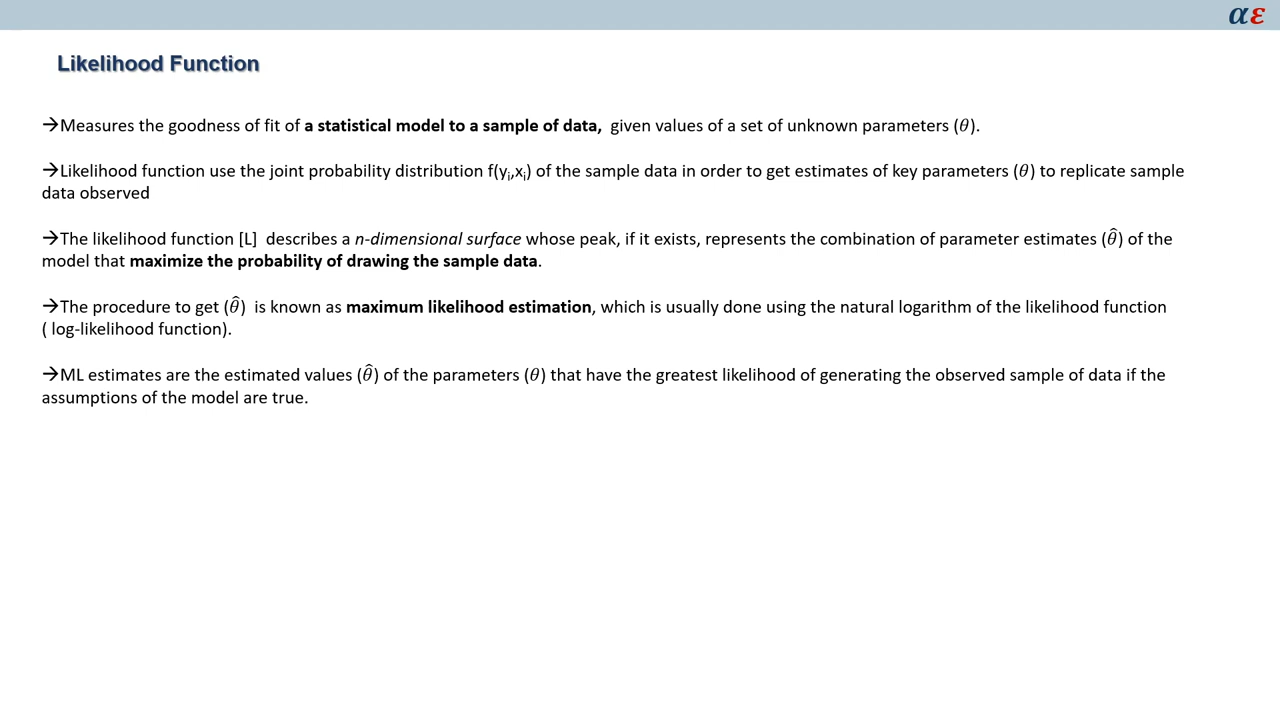 αε
Likelihood Function
→Measures the goodness of fit of a statistical model to a sample of data, given values of a set of unknown parameters (θ).
→Likelihood function use the joint probability distribution f(yᵢ,xᵢ) of the sample data in order to get estimates of key parameters (θ) to replicate sample
data observed
→The likelihood function [L] describes a n-dimensional surface whose peak, if it exists, represents the combination of parameter estimates (θ̂) of the
model that maximize the probability of drawing the sample data.
→The procedure to get (θ̂) is known as maximum likelihood estimation, which is usually done using the natural logarithm of the likelihood function
( log-likelihood function).
→ML estimates are the estimated values (θ̂) of the parameters (θ) that have the greatest likelihood of generating the observed sample of data if the
assumptions of the model are true.